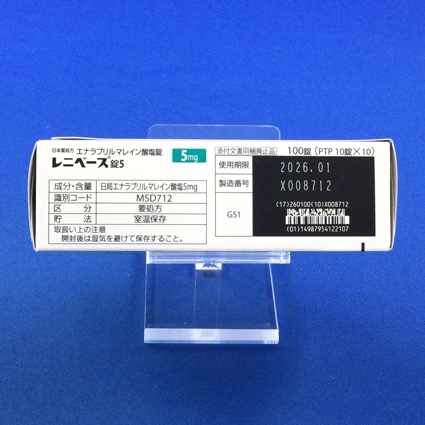 日本薬局方 エナラプリルマレイン酸塩錠
レニベース®錠5
5mg
成分・含量 日局エナラプリルマレイン酸塩5mg
識別コード MSD712
区分 要処方
貯法 室温保存
取扱い上の注意
開封後は湿気を避けて保存すること。
添付文書同梱廃止品 100錠 (PTP 10錠×10)
使用期限 2026.01
製造番号 X008712
GS1
(17)260100(10)X008712
(01)14987954122107